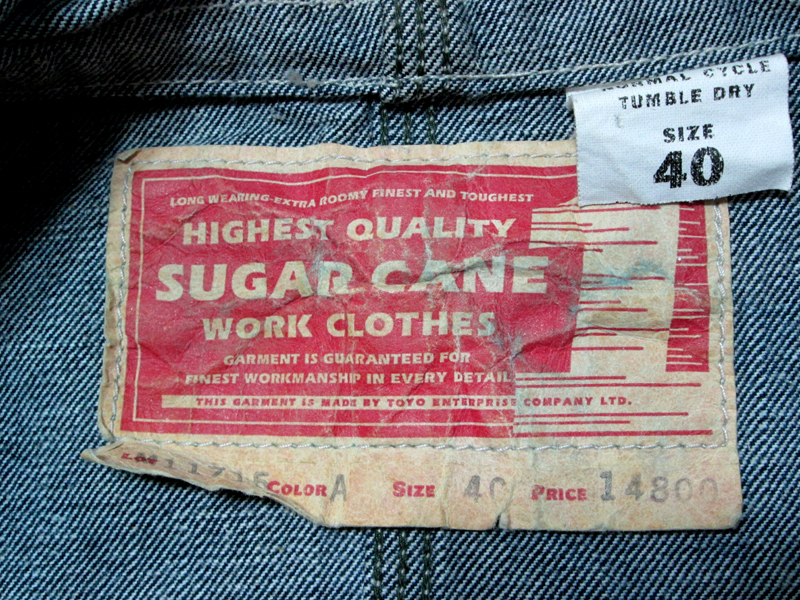 NORMAL CYCLE
TUMBLE DRY
SIZE
40
LONG WEARING-EXTRA ROOMY FINEST AND TOUGHEST
HIGHEST QUALITY
SUGAR CANE
WORK CLOTHES
GARMENT IS GUARANTEED FOR
FINEST WORKMANSHIP IN EVERY DETAIL
THIS GARMENT IS MADE BY TOYO ENTERPRISE COMPANY LTD.
COLOR A SIZE 40 PRICE 14800